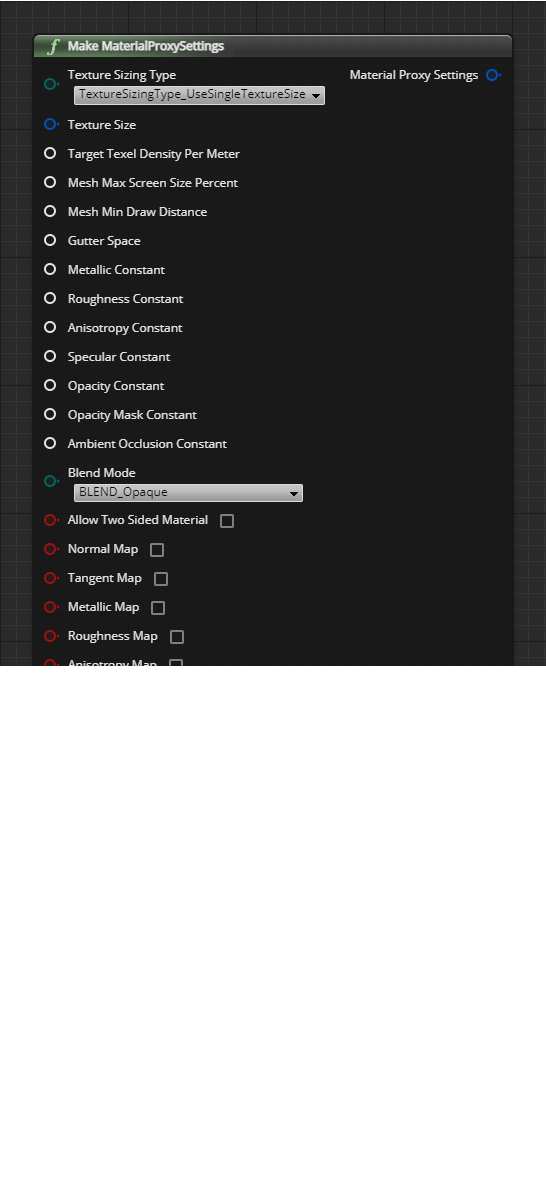 f Make MaterialProxySettings
Texture Sizing Type
Material Proxy Settings
TextureSizingType_UseSingleTextureSize
Texture Size
Target Texel Density Per Meter
Mesh Max Screen Size Percent
Mesh Min Draw Distance
Gutter Space
Metallic Constant
Roughness Constant
Anisotropy Constant
Specular Constant
Opacity Constant
Opacity Mask Constant
Ambient Occlusion Constant
Blend Mode
BLEND_Opaque
Allow Two Sided Material
Normal Map
Tangent Map
Metallic Map
Roughness Map
Anisotropy Map